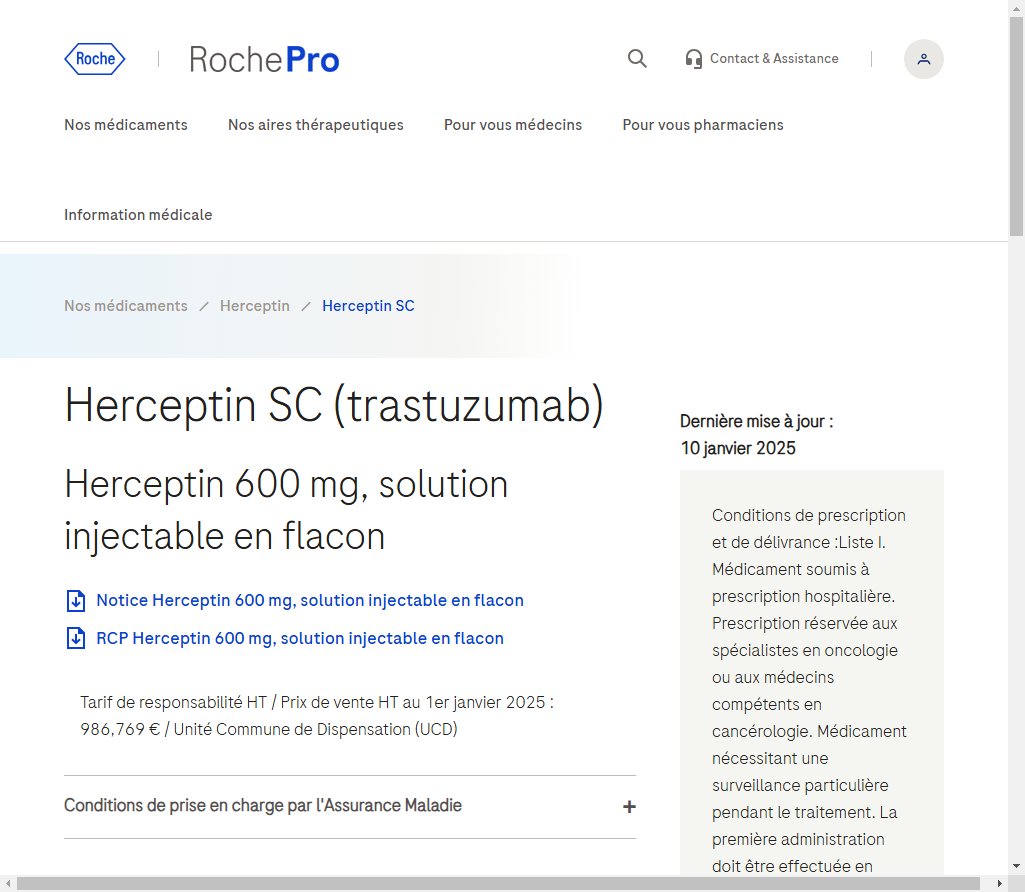 Roche
RochePro
Contact & Assistance
Nos médicaments
Nos aires thérapeutiques
Pour vous médecins
Pour vous pharmaciens
Information médicale
Nos médicaments / Herceptin / Herceptin SC
Herceptin SC (trastuzumab)
Herceptin 600 mg, solution
injectable en flacon
Notice Herceptin 600 mg, solution injectable en flacon
RCP Herceptin 600 mg, solution injectable en flacon
Tarif de responsabilité HT / Prix de vente HT au 1er janvier 2025 :
986,769 € / Unité Commune de Dispensation (UCD)
Conditions de prise en charge par l'Assurance Maladie +
Dernière mise à jour :
10 janvier 2025
Conditions de prescription
et de délivrance :Liste I.
Médicament soumis à
prescription hospitalière.
Prescription réservée aux
spécialistes en oncologie
ou aux médecins
compétents en
cancérologie. Médicament
nécessitant une
surveillance particulière
pendant le traitement. La
première administration
doit être effectuée en